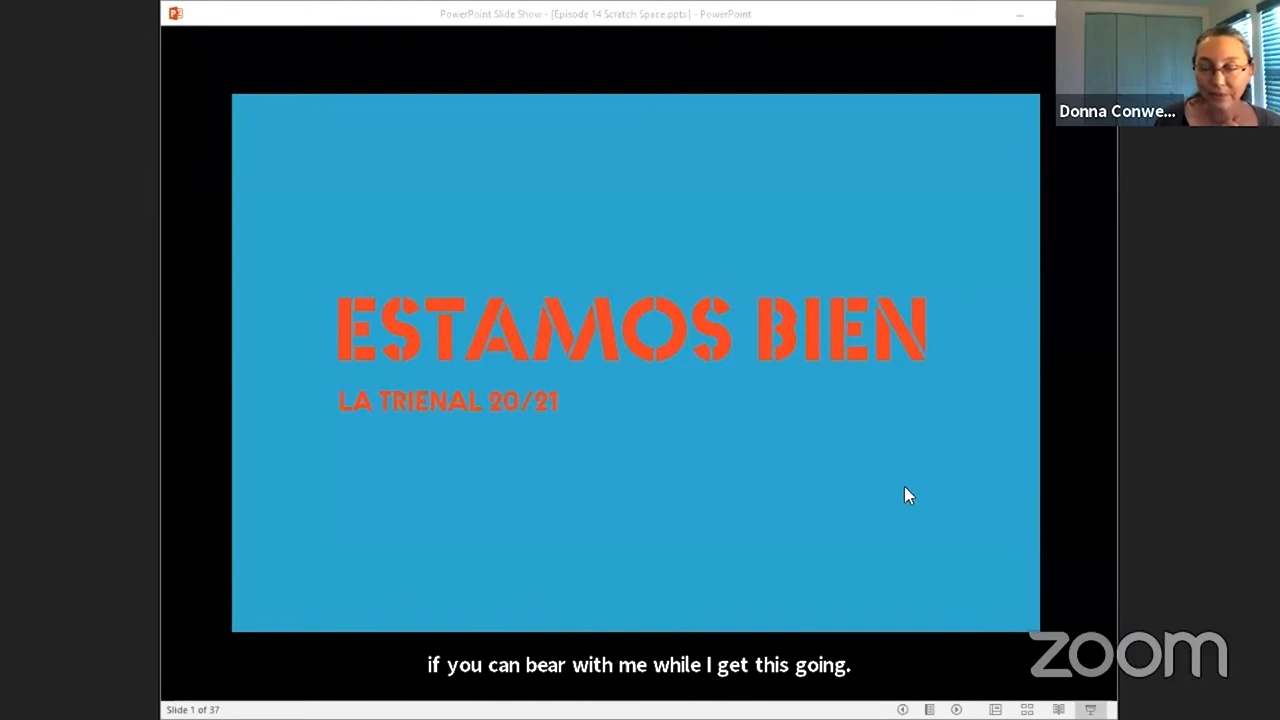 PowerPoint Slide Show - [Episode 14 Scratch Space.pptx] - PowerPoint
Donna Conwe...
ESTAMOS BIEN
LA TRIENAL 20/21
if you can bear with me while I get this going.
zoom
Slide 1 of 37